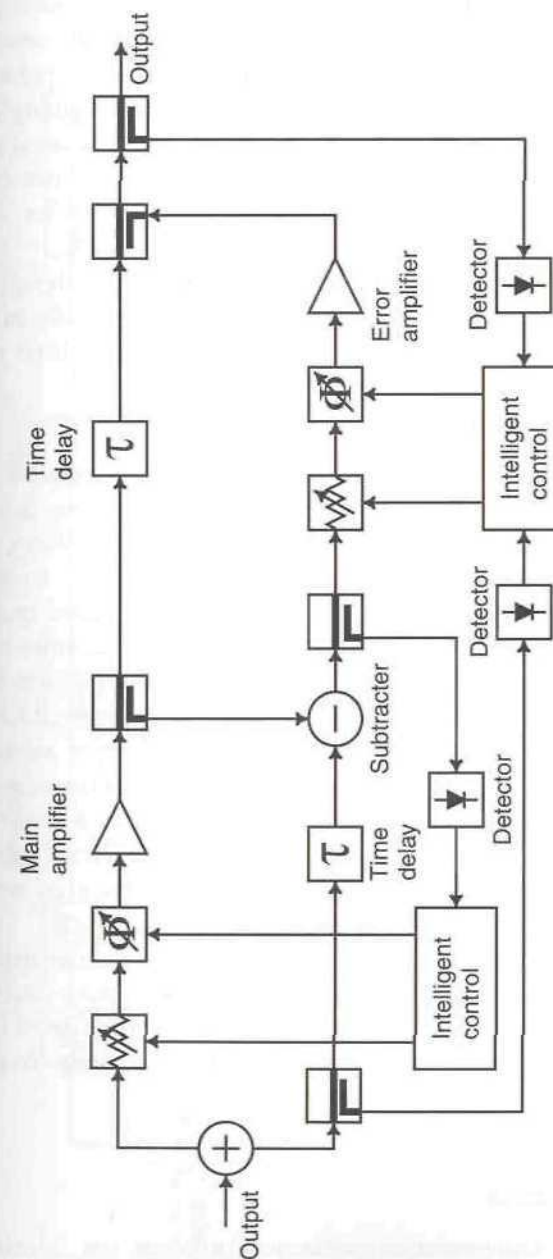 Output
Main
amplifier
Φ
Time
delay
τ
Output
+
Intelligent
control
Time
delay
τ
Detector
−
Subtracter
Φ
Error
amplifier
Detector
Intelligent
control
Detector